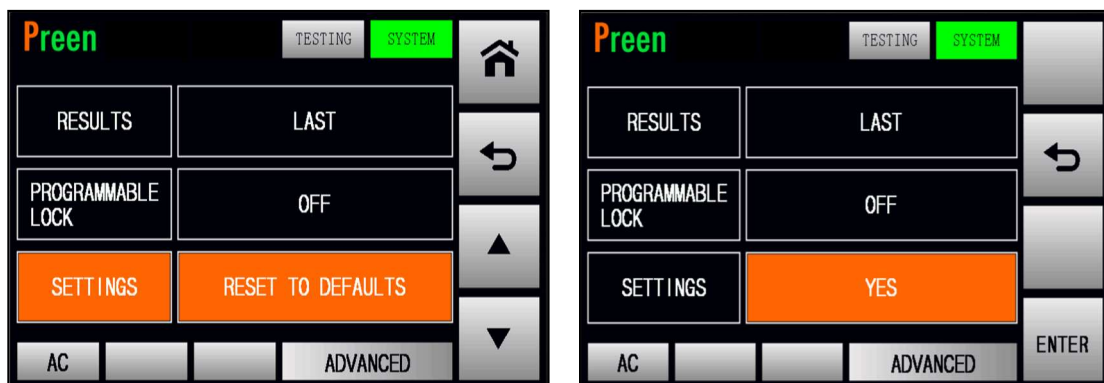 Preen TESTING SYSTEM
RESULTS LAST
PROGRAMMABLE
LOCK OFF
SETTINGS RESET TO DEFAULTS
AC ADVANCED
Preen TESTING SYSTEM
RESULTS LAST
PROGRAMMABLE
LOCK OFF
SETTINGS YES
AC ADVANCED ENTER